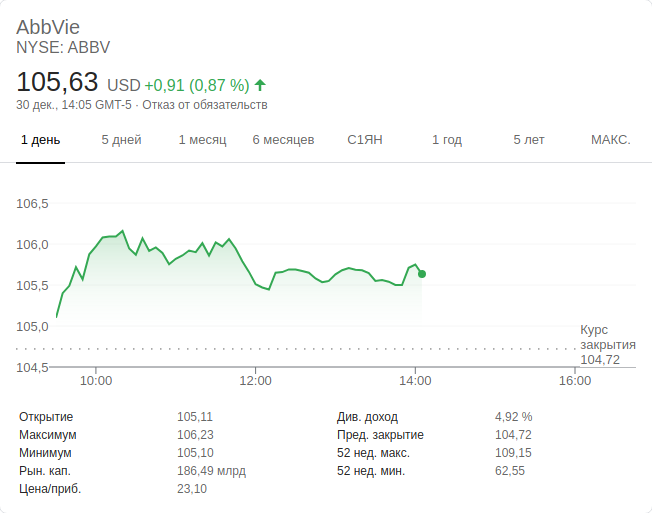 AbbVie
NYSE: ABBV
105,63 USD +0,91 (0,87 %)
30 дек., 14:05 GMT-5 · Отказ от обязательств
1 день 5 дней 1 месяц 6 месяцев С1ЯН 1 год 5 лет МАКС.
106,5
106,0
105,5
105,0
Курс
закрытия
104,72
104,5
10:00 12:00 14:00 16:00
Открытие 105,11 Див. доход 4,92 %
Максимум 106,23 Пред. закрытие 104,72
Минимум 105,10 52 нед. макс. 109,15
Рын. кап. 186,49 млрд 52 нед. мин. 62,55
Цена/приб. 23,10